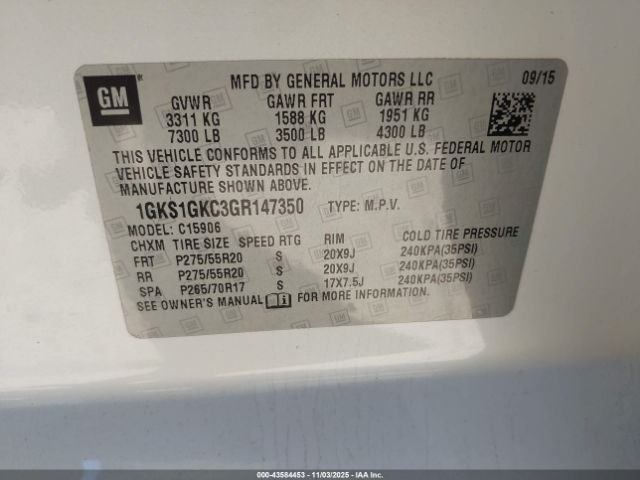 GM
MFD BY GENERAL MOTORS LLC 09/15
GVWR GAWR FRT GAWR RR
3311 KG 1588 KG 1951 KG
7300 LB 3500 LB 4300 LB
THIS VEHICLE CONFORMS TO ALL APPLICABLE U.S. FEDERAL MOTOR
VEHICLE SAFETY STANDARDS IN EFFECT ON THE DATE OF
MANUFACTURE SHOWN ABOVE.
1GKS1GKC3GR147350 TYPE: M.P.V.
MODEL: C15906
CHXM TIRE SIZE SPEED RTG RIM COLD TIRE PRESSURE
FRT P275/55R20 S 20X9J 240KPA(35PSI)
RR P275/55R20 S 20X9J 240KPA(35PSI)
SPA P265/70R17 S 17X7.5J 240KPA(35PSI)
SEE OWNER'S MANUAL FOR MORE INFORMATION
000-43584453 - 11/03/2025 - IAAI.COM